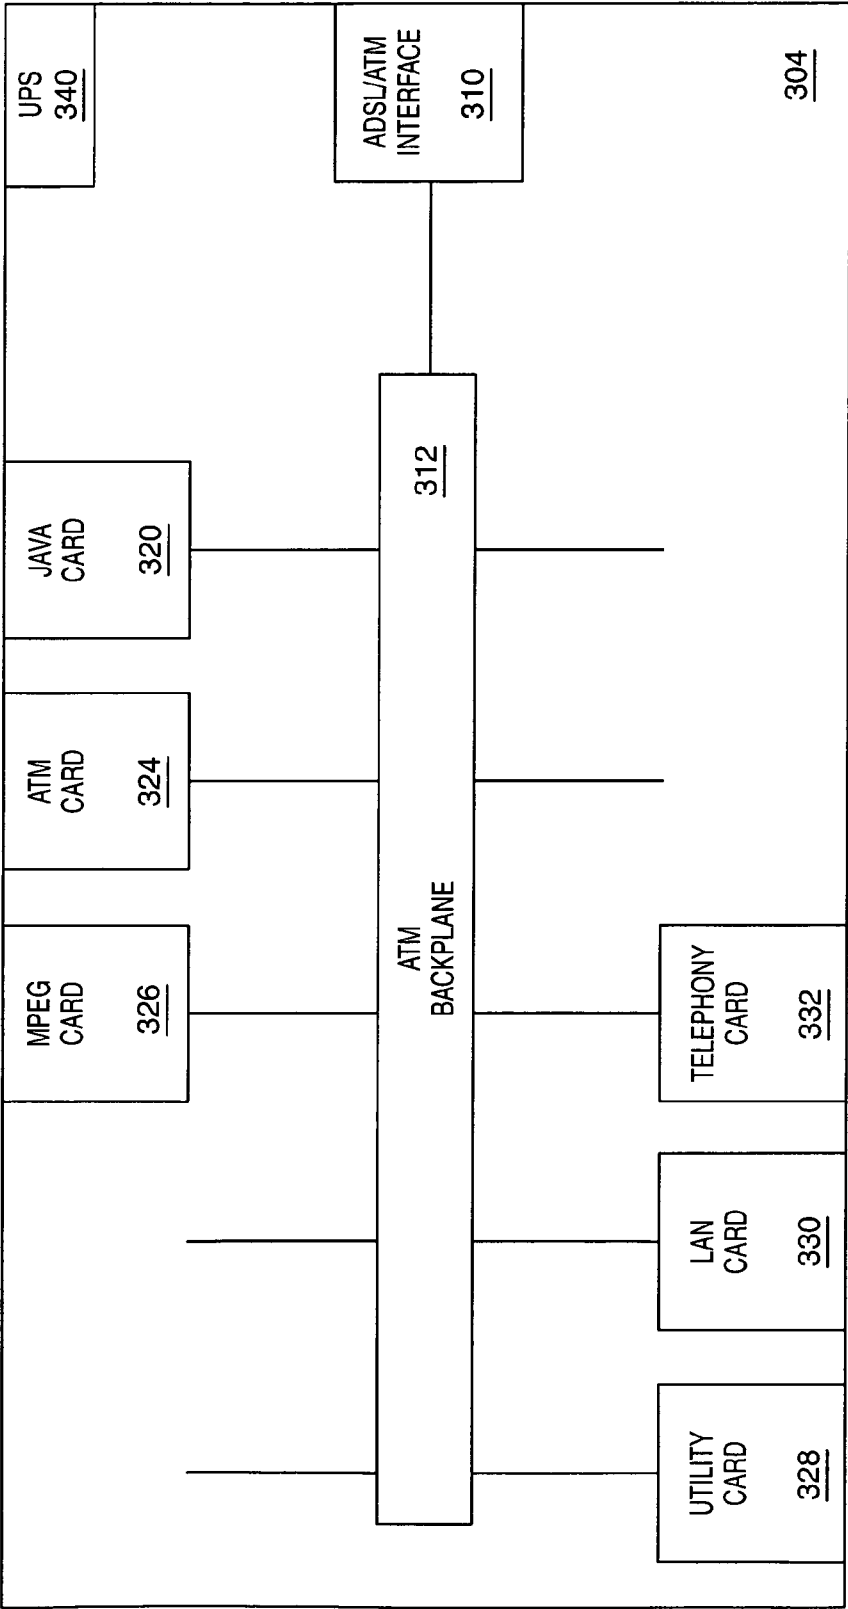 UPS
340
ADSL/ATM
INTERFACE
310
304
JAVA
CARD
320
312
ATM
CARD
324
MPEG
CARD
326
ATM
BACKPLANE
TELEPHONY
CARD
332
LAN
CARD
330
UTILITY
CARD
328